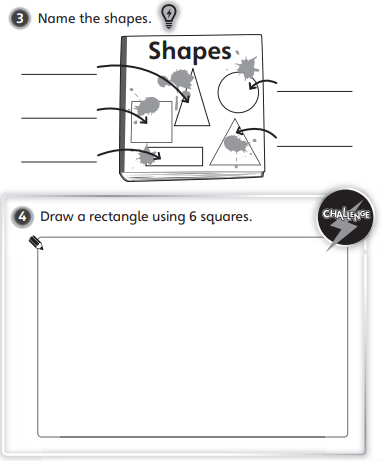 3 Name the shapes.
Shapes
4 Draw a rectangle using 6 squares.
CHALLENGE